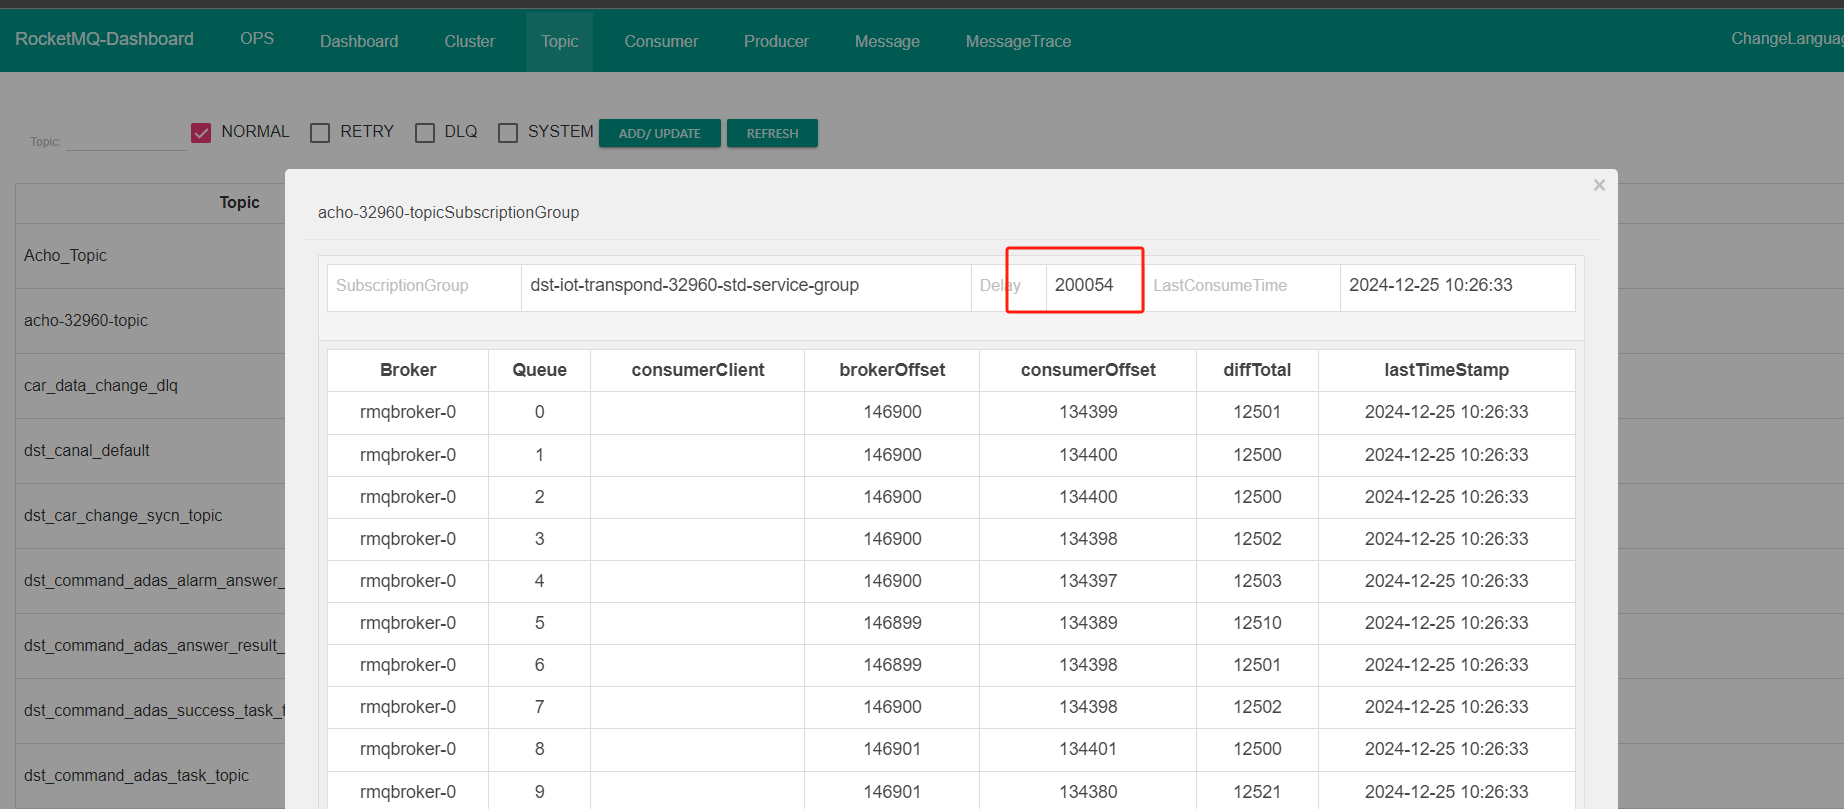 RocketMQ-Dashboard OPS Dashboard Cluster Topic Consumer Producer Message MessageTrace ChangeLanguag
Topic: NORMAL RETRY DLQ SYSTEM ADD/ UPDATE REFRESH
Topic
Acho_Topic
acho-32960-topic
car_data_change_dlq
dst_canal_default
dst_car_change_sycn_topic
dst_command_adas_alarm_answer_
dst_command_adas_answer_result_
dst_command_adas_success_task_t
dst_command_adas_task_topic
×
acho-32960-topicSubscriptionGroup
SubscriptionGroup dst-iot-transpond-32960-std-service-group Delay 200054 LastConsumeTime 2024-12-25 10:26:33
Broker Queue consumerClient brokerOffset consumerOffset diffTotal lastTimeStamp
rmqbroker-0 0 146900 134399 12501 2024-12-25 10:26:33
rmqbroker-0 1 146900 134400 12500 2024-12-25 10:26:33
rmqbroker-0 2 146900 134400 12500 2024-12-25 10:26:33
rmqbroker-0 3 146900 134398 12502 2024-12-25 10:26:33
rmqbroker-0 4 146900 134397 12503 2024-12-25 10:26:33
rmqbroker-0 5 146899 134389 12510 2024-12-25 10:26:33
rmqbroker-0 6 146899 134398 12501 2024-12-25 10:26:33
rmqbroker-0 7 146900 134398 12502 2024-12-25 10:26:33
rmqbroker-0 8 146901 134401 12500 2024-12-25 10:26:33
rmqbroker-0 9 146901 134380 12521 2024-12-25 10:26:33